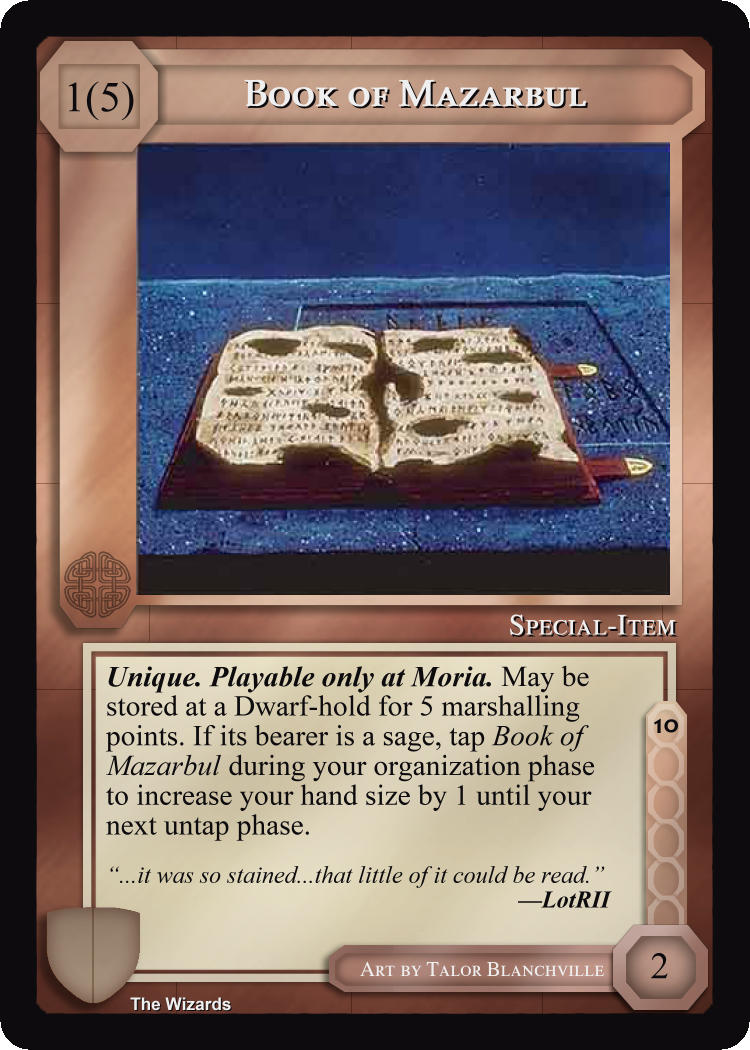 1(5)
Book of Mazarbul
Special-Item
Unique. Playable only at Moria. May be
stored at a Dwarf-hold for 5 marshalling
points. If its bearer is a sage, tap Book of
Mazarbul during your organization phase
to increase your hand size by 1 until your
next untap phase.
10
“...it was so stained...that little of it could be read.”
—LotRII
Art by Talor Blanchville
2
The Wizards